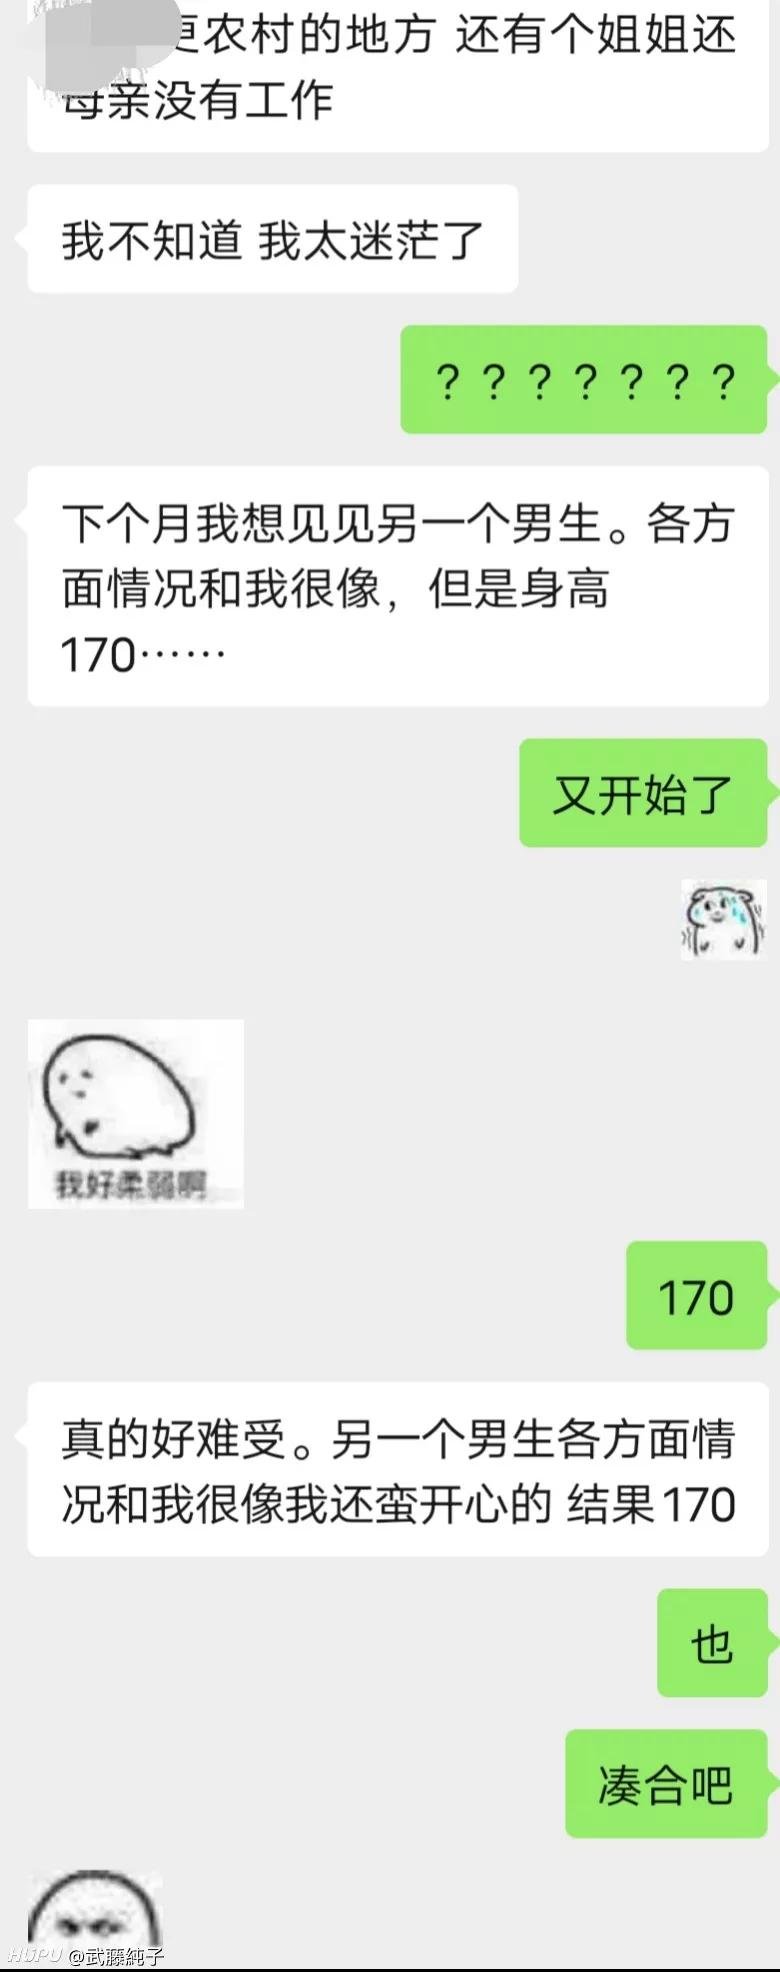 更农村的地方 还有个姐姐还
母亲没有工作
我不知道 我太迷茫了
？？？？？？？
下个月我想见见另一个男生。各方
面情况和我很像，但是身高
170……
又开始了
我好柔弱啊
170
真的好难受。另一个男生各方面情
况和我很像我还蛮开心的 结果170
也
凑合吧
HUPU @武藤純子